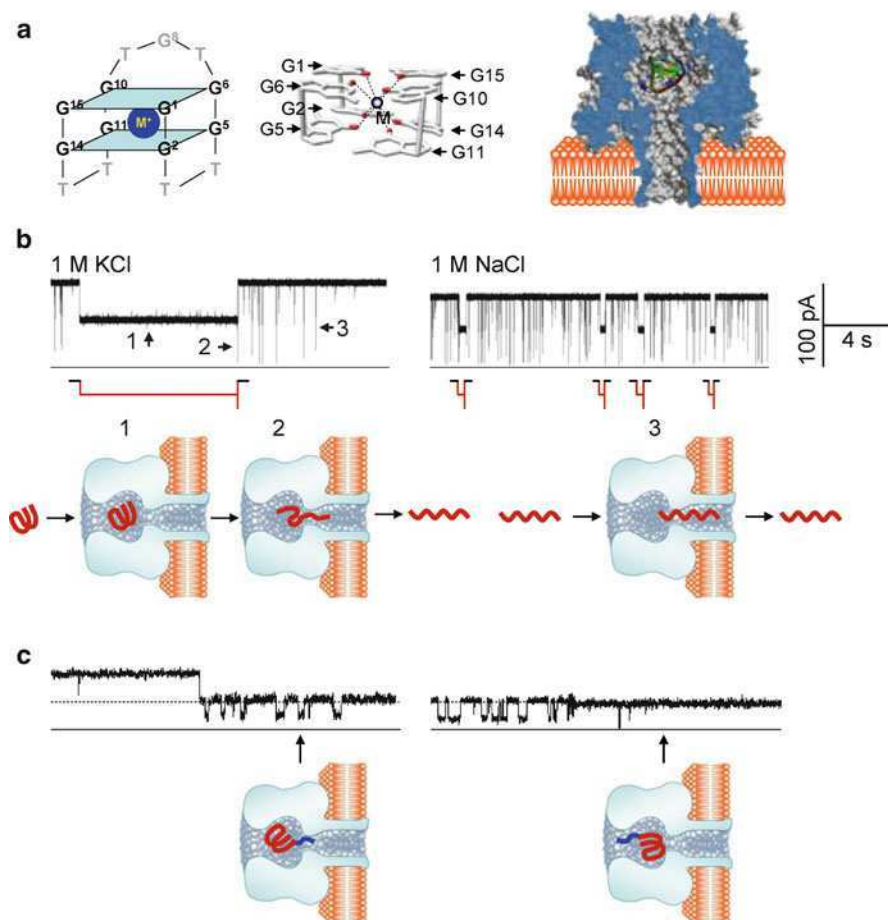 a
T G⁸ T
G¹⁰ G⁶
G¹⁵ G¹
M⁺
G¹¹ G⁵
G¹⁴ G²
T T T T
G1 G15
G6 G10
G2 M
G5 G14
G11
b
1 M KCl 1 M NaCl
1 2 3
100 pA
4 s
1 2 3
c